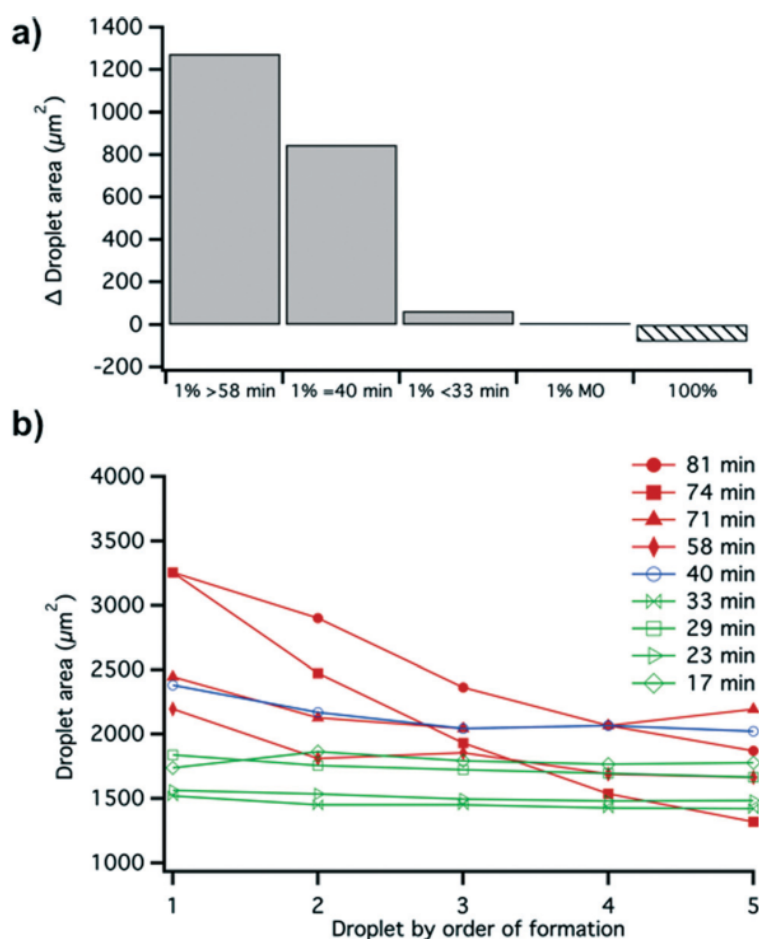 a)
1400
1200
1000
800
600
400
200
0
-200
Δ Droplet area (µm²)
1% >58 min 1% =40 min 1% <33 min 1% MO 100%
b)
4000
3500
3000
2500
2000
1500
1000
Droplet area (µm²)
81 min
74 min
71 min
58 min
40 min
33 min
29 min
23 min
17 min
1 2 3 4 5
Droplet by order of formation